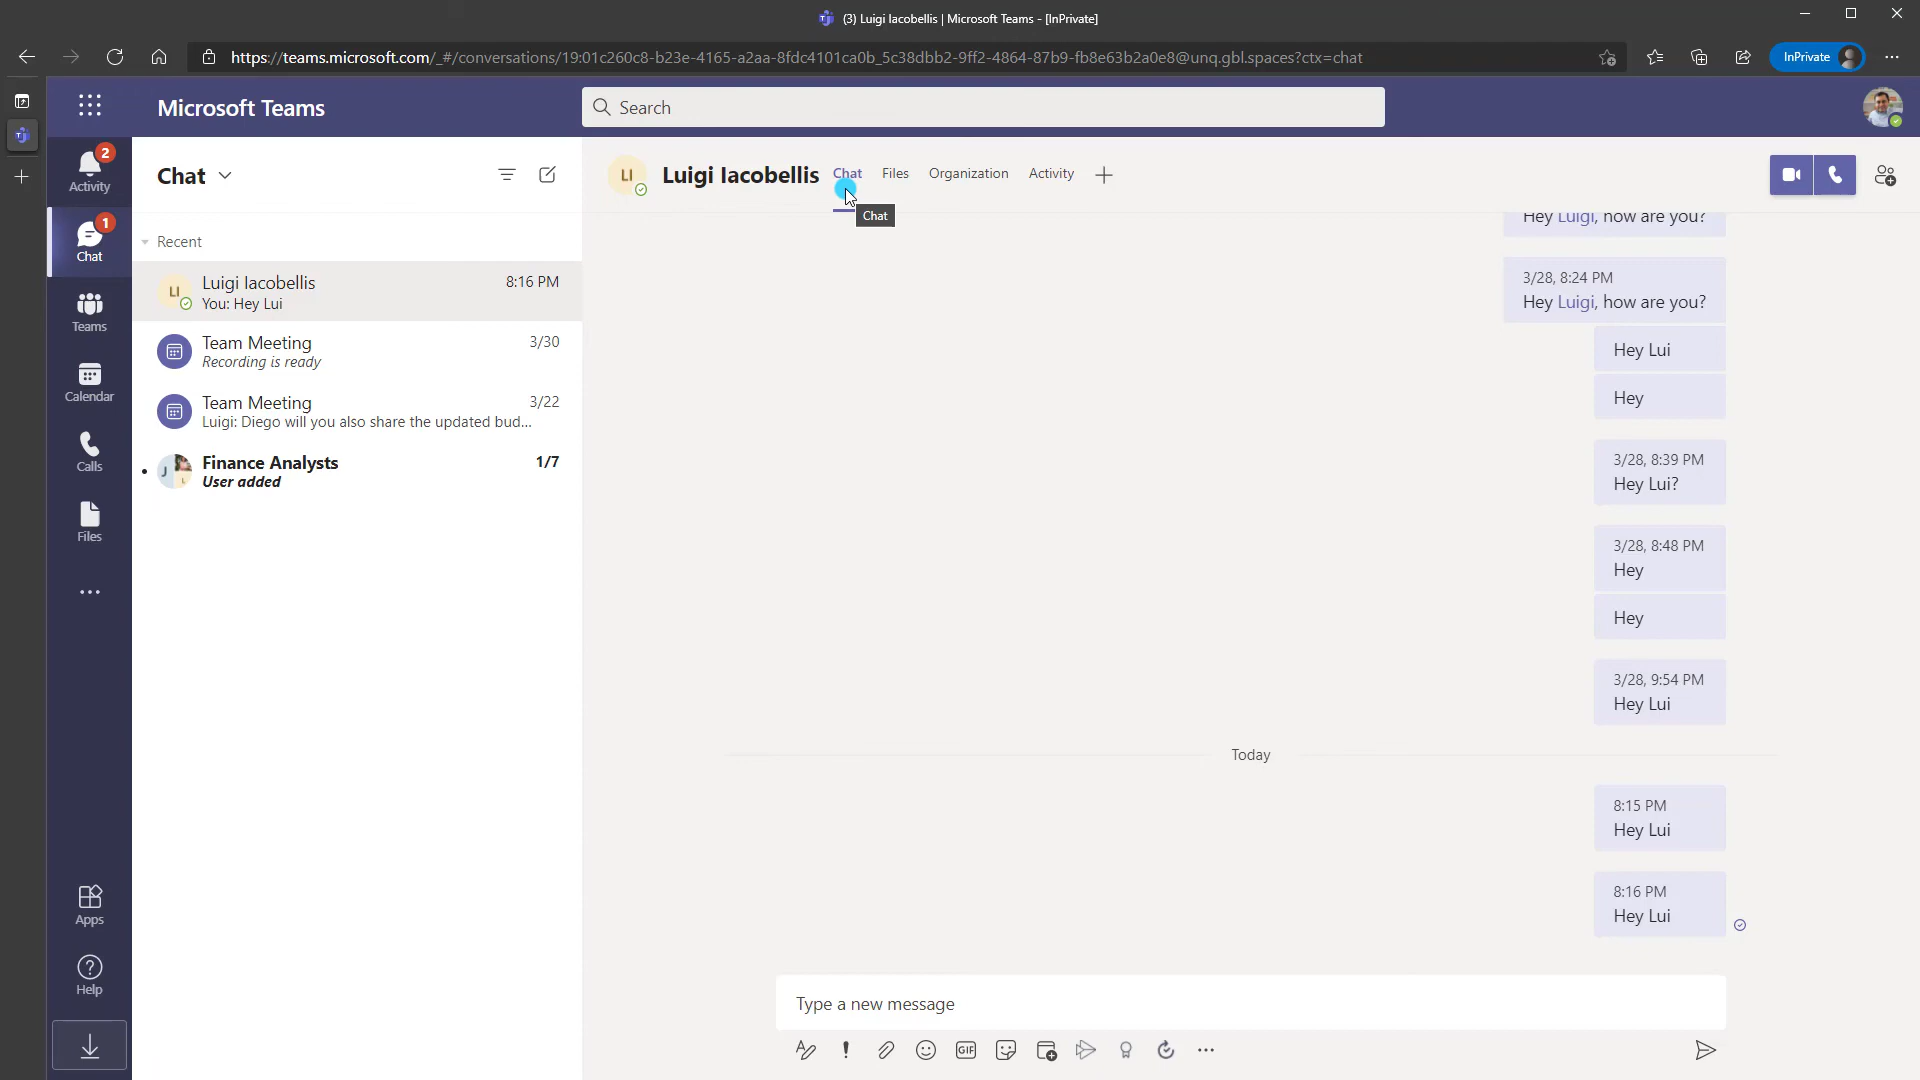 (3) Luigi Iacobellis | Microsoft Teams - [InPrivate]
https://teams.microsoft.com/_#/conversations/19:01c260c8-b23e-4165-a2aa-8fdc4101ca0b_5c38dbb2-9ff2-4864-87b9-fb8e63b2a0e8@unq.gbl.spaces?ctx=chat
InPrivate
Microsoft Teams
Search
2
Activity
1
Chat
Teams
Calendar
Calls
Files
Apps
Help
Chat
Recent
LI
Luigi Iacobellis
8:16 PM
You: Hey Lui
Team Meeting
3/30
Recording is ready
Team Meeting
3/22
Luigi: Diego will you also share the updated bud...
J
L
Finance Analysts
1/7
User added
LI
Luigi Iacobellis
Chat
Files
Organization
Activity
Chat
Hey Luigi, how are you?
3/28, 8:24 PM
Hey Luigi, how are you?
Hey Lui
Hey
3/28, 8:39 PM
Hey Lui?
3/28, 8:48 PM
Hey
Hey
3/28, 9:54 PM
Hey Lui
Today
8:15 PM
Hey Lui
8:16 PM
Hey Lui
Type a new message
GIF